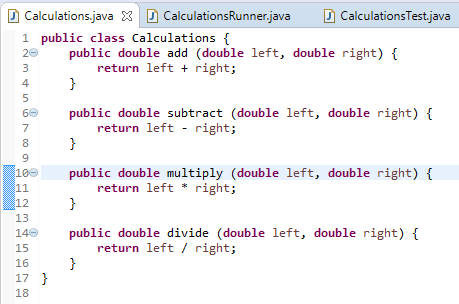 Calculations.java CalculationsRunner.java CalculationsTest.java
1 public class Calculations {
2 public double add (double left, double right) {
3 return left + right;
4 }
5
6 public double subtract (double left, double right) {
7 return left - right;
8 }
9
10 public double multiply (double left, double right) {
11 return left * right;
12 }
13
14 public double divide (double left, double right) {
15 return left / right;
16 }
17 }
18